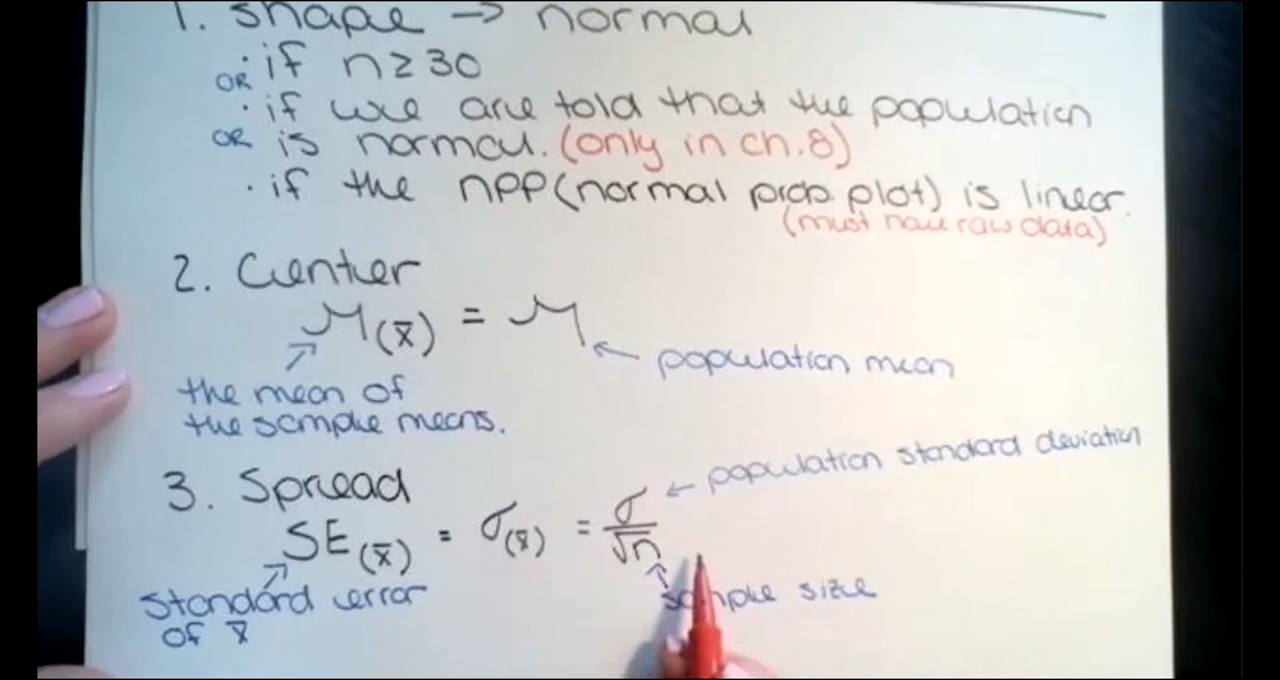 1. Shape → normal
· if n ≥ 30
OR
· if we are told that the population
OR is normal. (only in ch.8)
· if the NPP (normal prob. plot) is linear.
(must have raw data)
2. Center
μ(x̄) = μ
← population mean
the mean of
the sample means.
3. Spread
← population standard deviation
SE(x̄) = σ(x̄) = σ/√n
standard error
of x̄
sample size